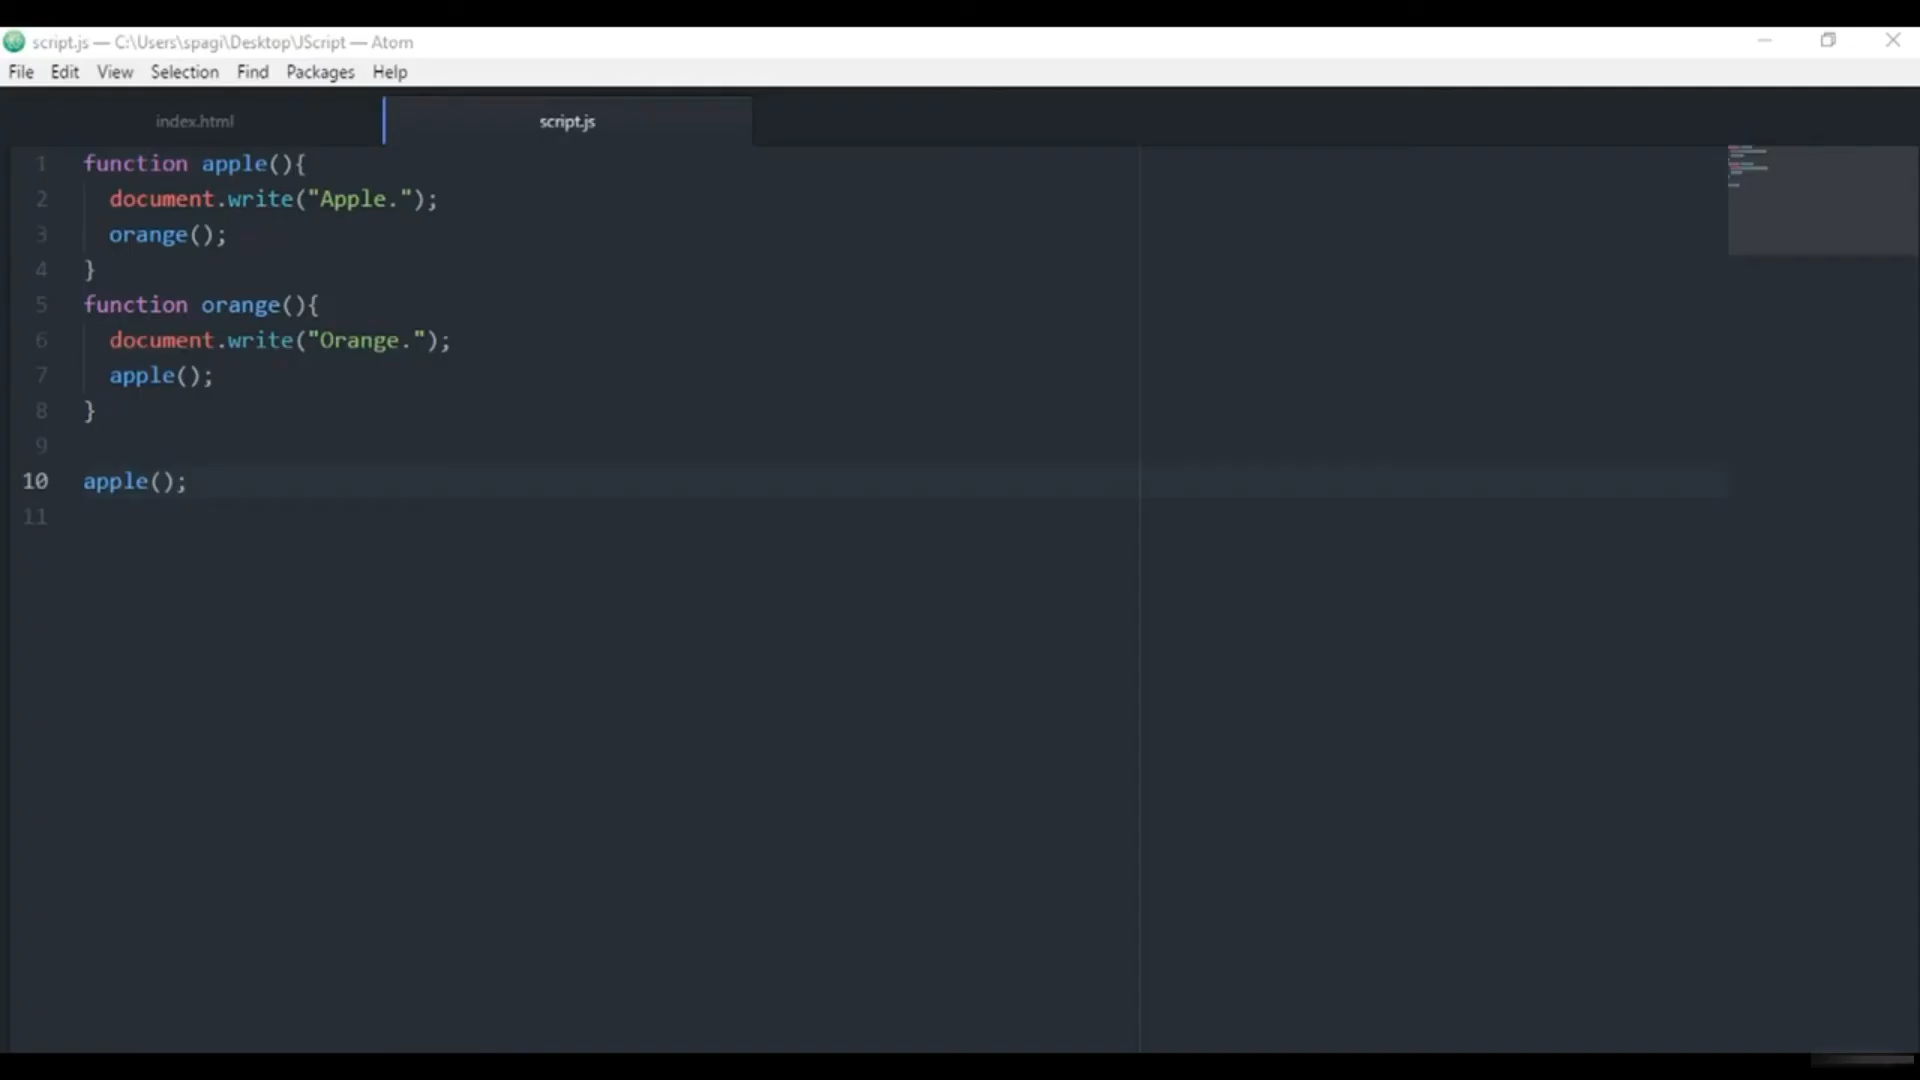 script.js — C:\Users\spagi\Desktop\JScript — Atom
File Edit View Selection Find Packages Help
index.html script.js
1 function apple(){
2 document.write("Apple.");
3 orange();
4 }
5 function orange(){
6 document.write("Orange.");
7 apple();
8 }
9
10 apple();
11